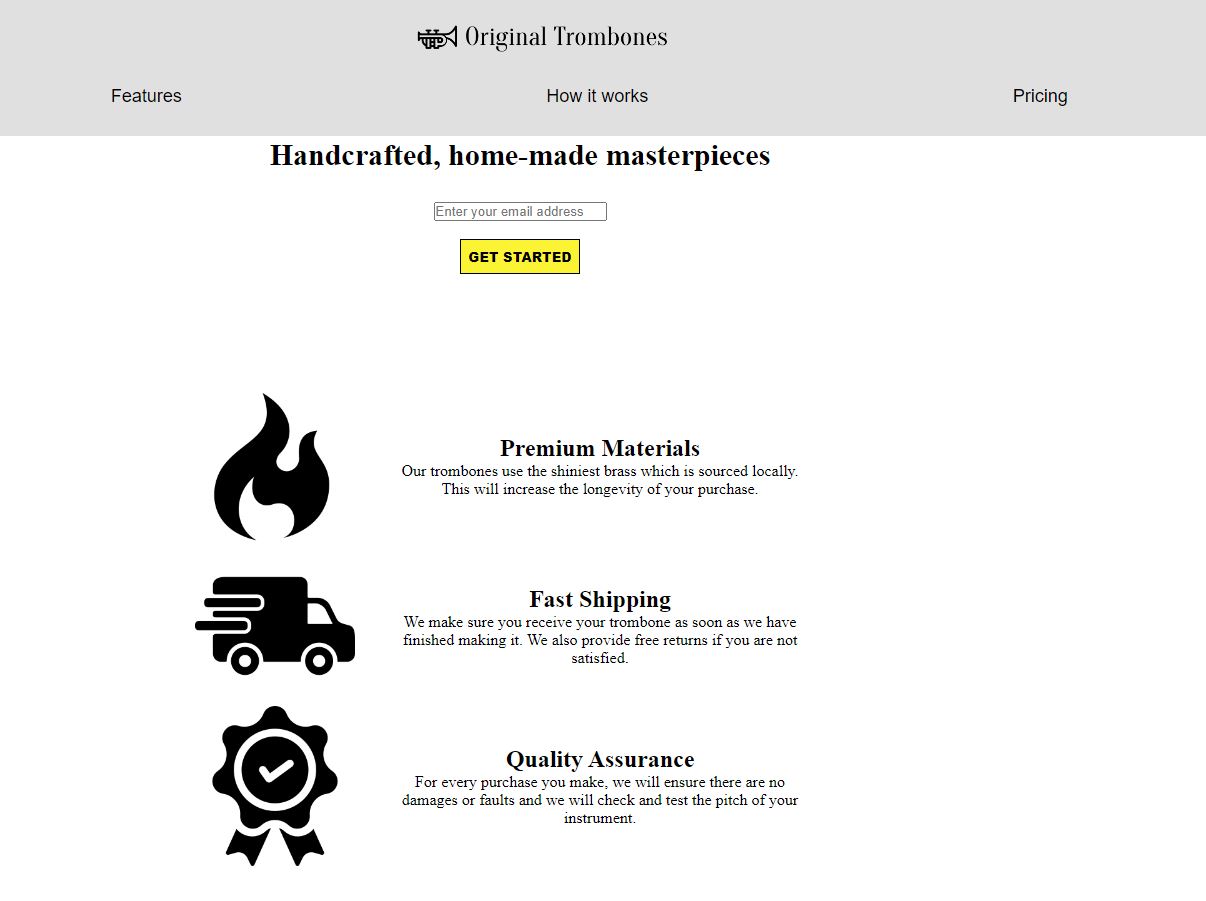 Original Trombones
Features
How it works
Pricing
Handcrafted, home-made masterpieces
Enter your email address
GET STARTED
Premium Materials
Our trombones use the shiniest brass which is sourced locally.
This will increase the longevity of your purchase.
Fast Shipping
We make sure you receive your trombone as soon as we have
finished making it. We also provide free returns if you are not
satisfied.
Quality Assurance
For every purchase you make, we will ensure there are no
damages or faults and we will check and test the pitch of your
instrument.